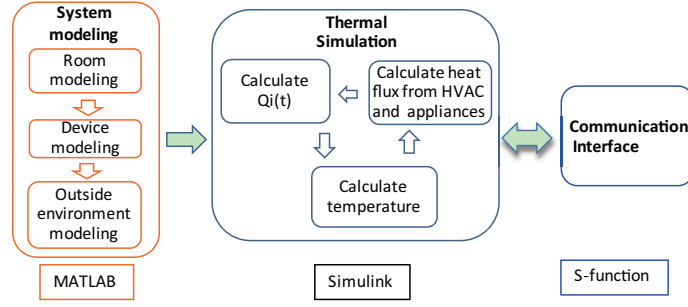 System
modeling
Room
modeling
Device
modeling
Outside
environment
modeling
MATLAB
Thermal
Simulation
Calculate
Qi(t)
Calculate heat
flux from HVAC
and appliances
Calculate
temperature
Simulink
Communication
Interface
S-function